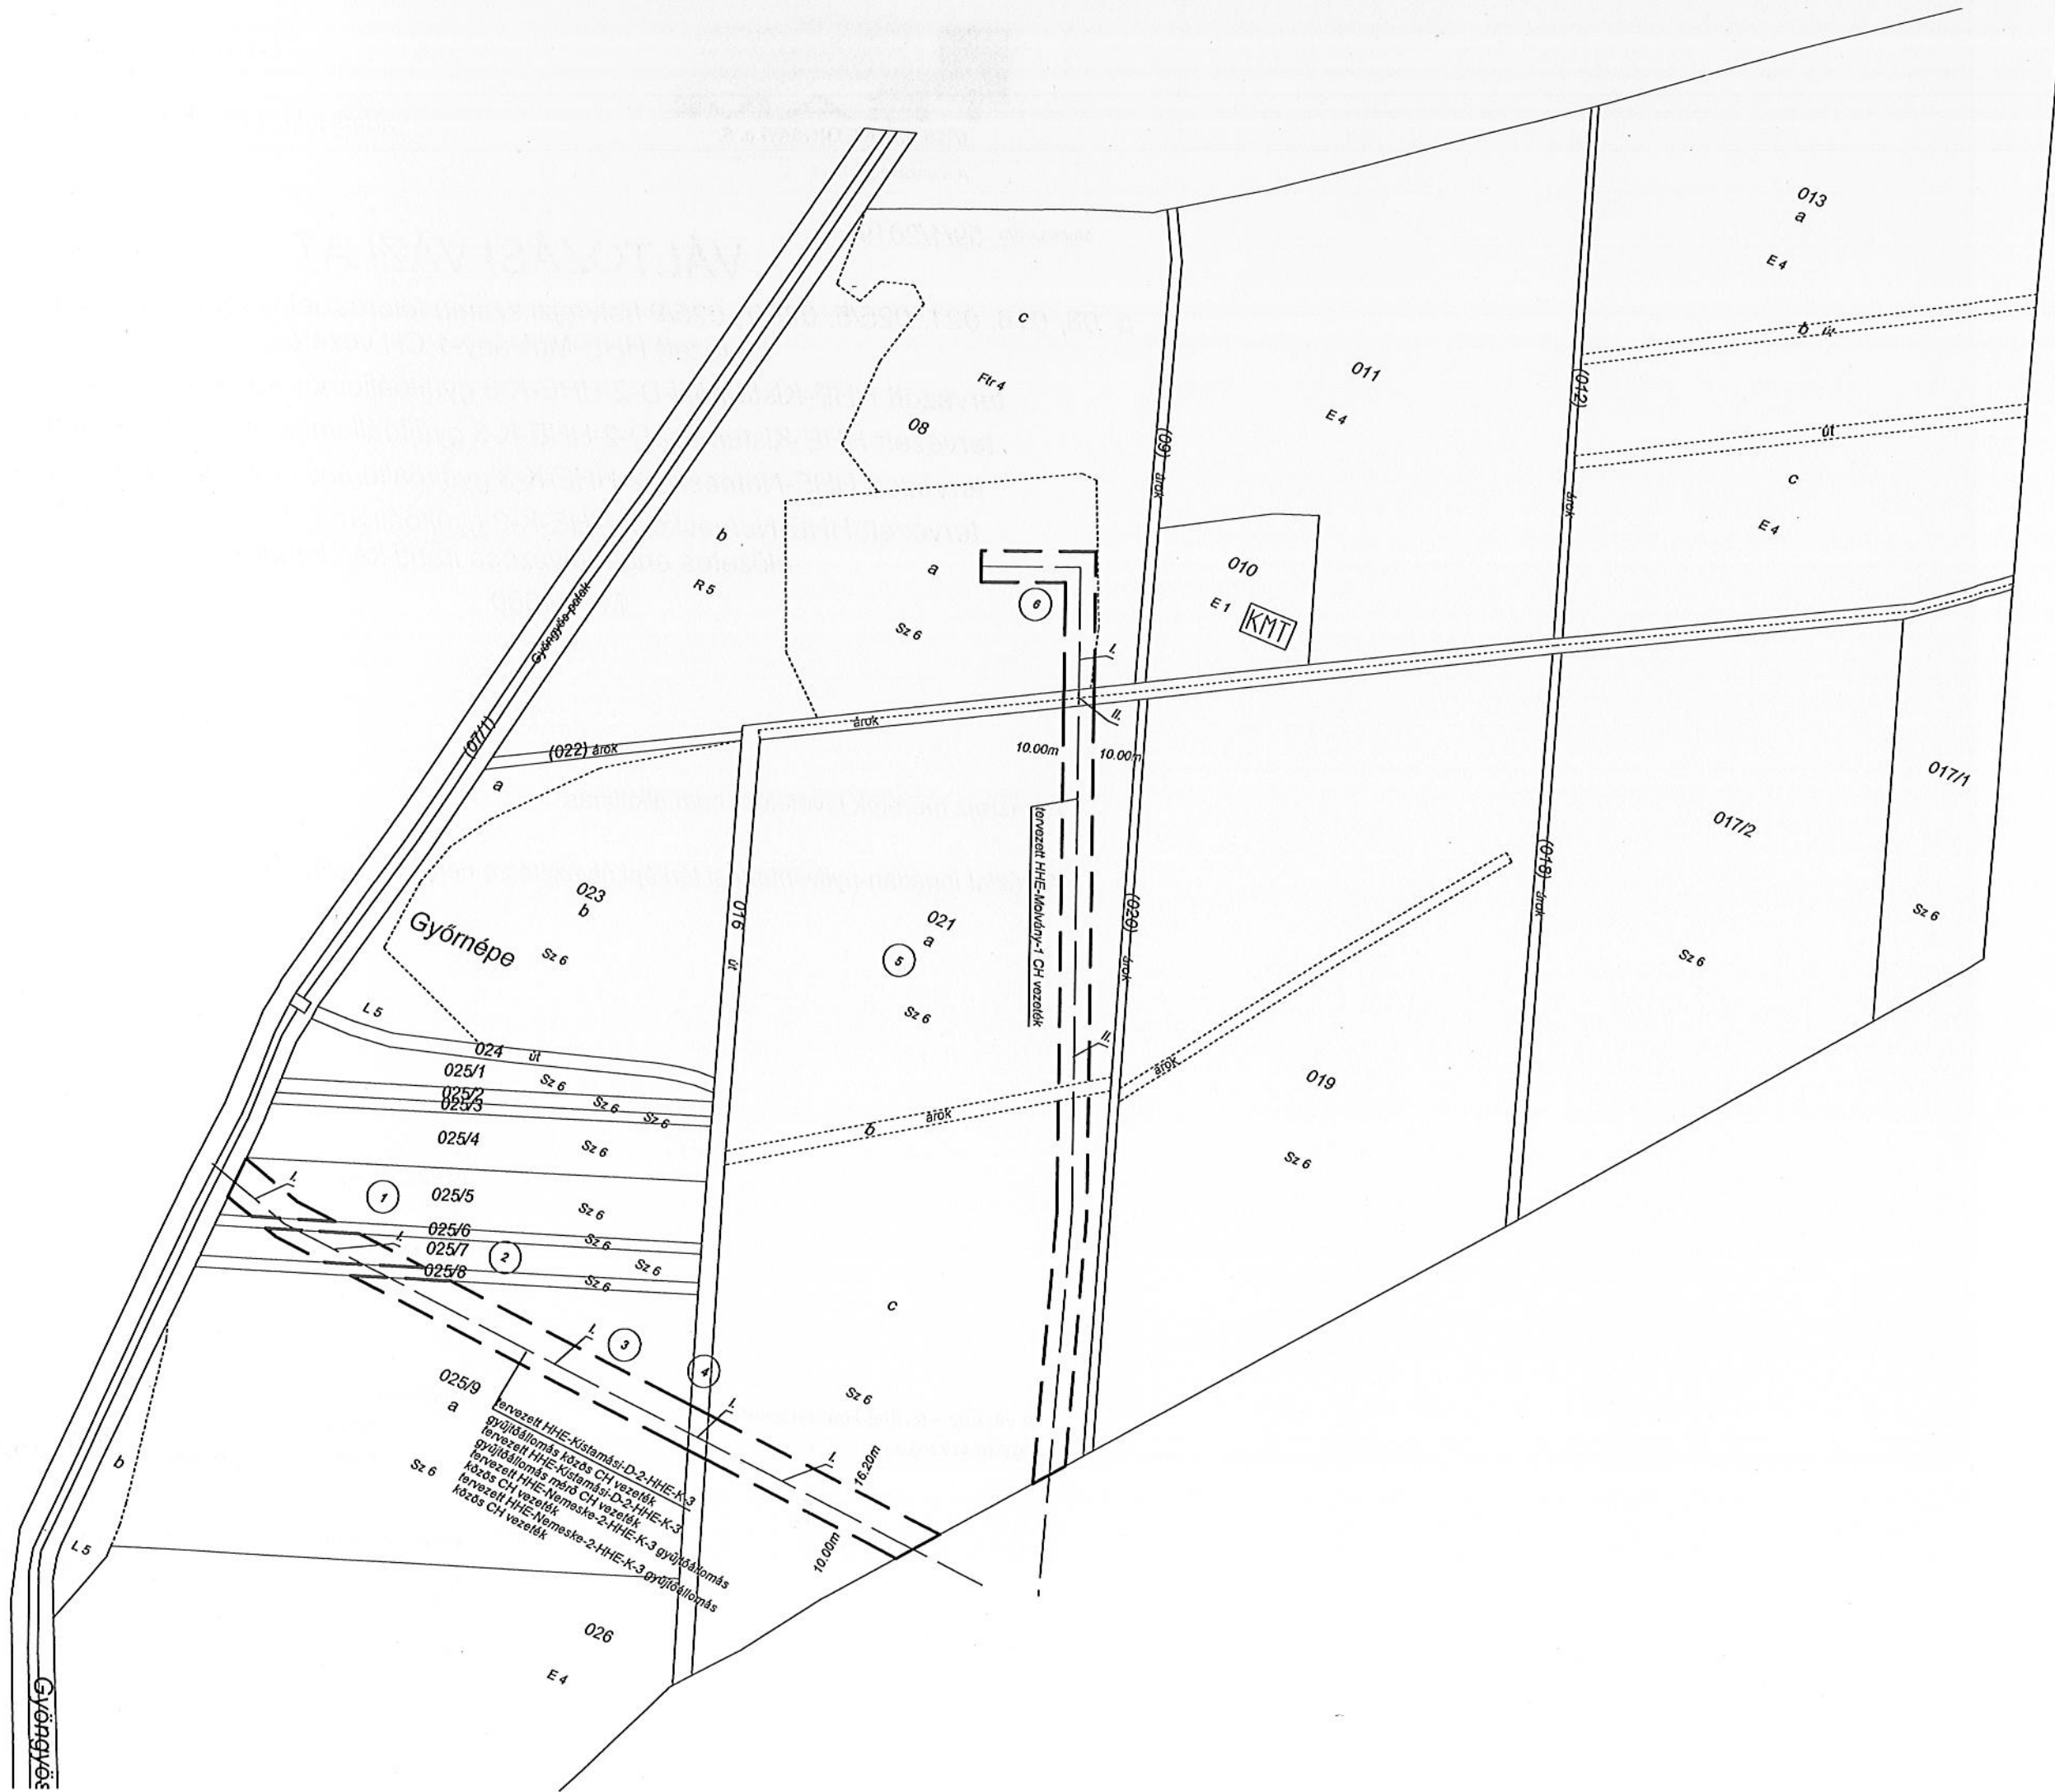 013
a
E 4
b út
út
c
E 4
(012)
árok
011
E 4
c
Ftr 4
08
(09) árok
b
R 5
a
Sz 6
6
010
E 1
KMT
I.
II.
Gyöngyös-patak
(07/1)
(022) árok
árok
a
10.00m
10.00m
017/1
017/2
Sz 6
Sz 6
(018) árok
023
b
Győrnépe
Sz 6
016 út
021
a
5
Sz 6
tervezett HHE-Molvány-1 CH vezeték
(020) árok
II.
L 5
024 út
025/1
Sz 6
025/2
Sz 6
025/3
Sz 6
025/4
Sz 6
b árok
árok
019
Sz 6
I.
1
025/5
Sz 6
025/6
Sz 6
I.
025/7
2
Sz 6
025/8
Sz 6
c
Sz 6
I.
3
4
I.
I.
16.20m
10.00m
025/9
a
Sz 6
tervezett HHE-Kistamási-D-2-HHE-K-3
gyűjtőállomás közös CH vezeték
tervezett HHE-Kistamási-D-2-HHE-K-3
gyűjtőállomás mérő CH vezeték
tervezett HHE-Nemeske-2-HHE-K-3 gyűjtőállomás
közös CH vezeték
tervezett HHE-Nemeske-2-HHE-K-3 gyűjtőállomás
közös CH vezeték
b
L 5
026
E 4
Gyöngyös